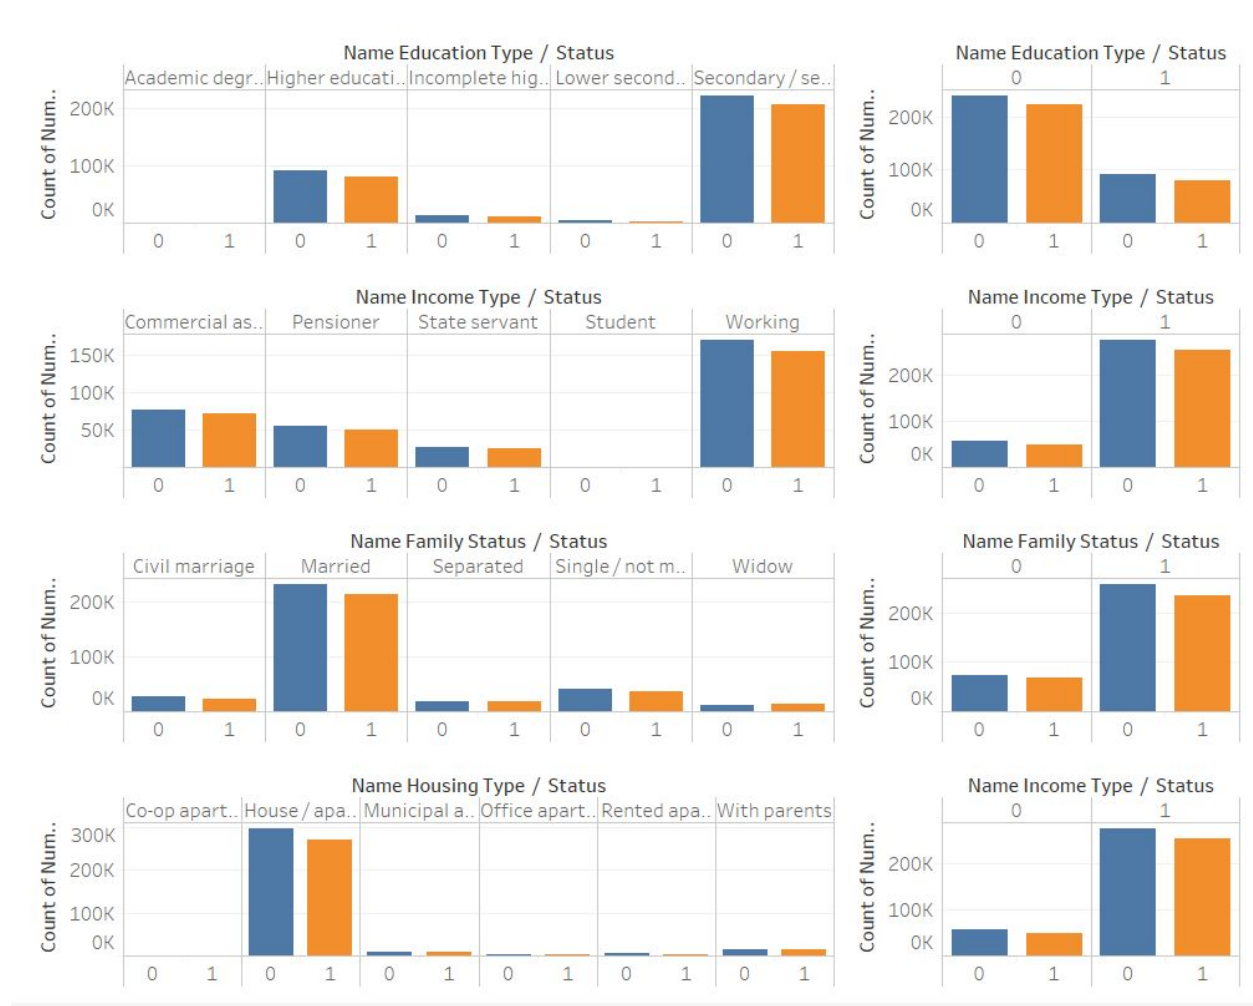 Name Education Type / Status
Academic degr.. Higher educati.. Incomplete hig.. Lower second.. Secondary / se..
Count of Num..
200K
100K
0K
0 1 0 1 0 1 0 1 0 1
Name Education Type / Status
0 1
Count of Num..
200K
100K
0K
0 1 0 1
Name Income Type / Status
Commercial as.. Pensioner State servant Student Working
Count of Num..
150K
100K
50K
0 1 0 1 0 1 0 1 0 1
Name Income Type / Status
0 1
Count of Num..
200K
100K
0K
0 1 0 1
Name Family Status / Status
Civil marriage Married Separated Single / not m.. Widow
Count of Num..
200K
100K
0K
0 1 0 1 0 1 0 1 0 1
Name Family Status / Status
0 1
Count of Num..
200K
100K
0K
0 1 0 1
Name Housing Type / Status
Co-op apart.. House / apa.. Municipal a.. Office apart.. Rented apa.. With parents
Count of Num..
300K
200K
100K
0K
0 1 0 1 0 1 0 1 0 1 0 1
Name Income Type / Status
0 1
Count of Num..
200K
100K
0K
0 1 0 1